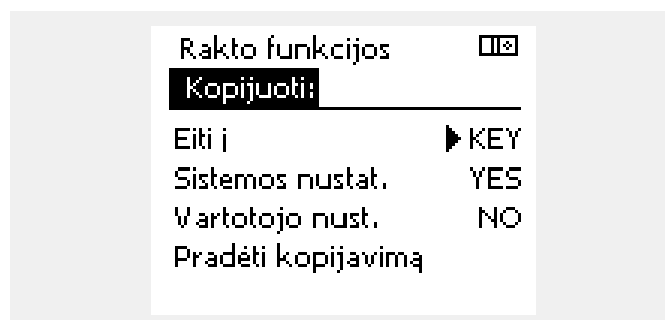 Rakto funkcijos
Kopijuoti:
Eiti į KEY
Sistemos nustat. YES
Vartotojo nust. NO
Pradėti kopijavimą